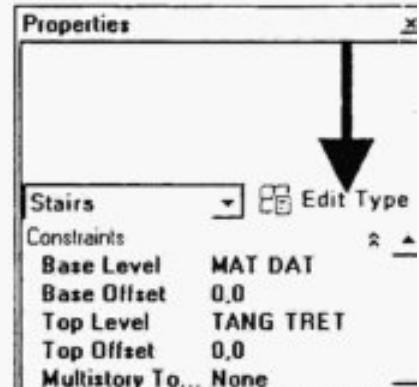 Properties
Stairs Edit Type
Constraints
Base Level MAT DAT
Base Offset 0,0
Top Level TANG TRET
Top Offset 0,0
Multistory To... None